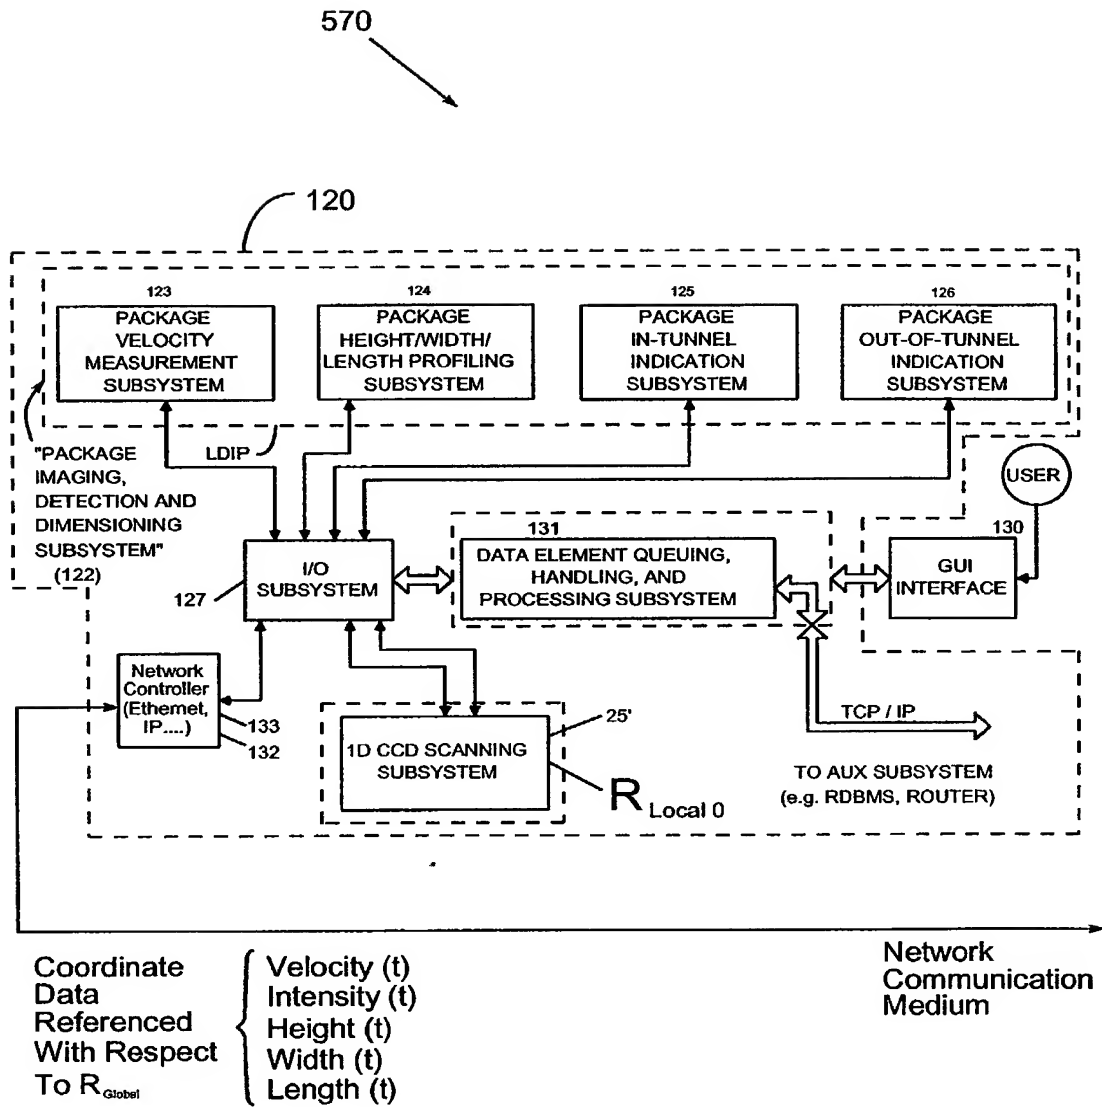 570
120
123
PACKAGE
VELOCITY
MEASUREMENT
SUBSYSTEM
124
PACKAGE
HEIGHT/WIDTH/
LENGTH PROFILING
SUBSYSTEM
125
PACKAGE
IN-TUNNEL
INDICATION
SUBSYSTEM
126
PACKAGE
OUT-OF-TUNNEL
INDICATION
SUBSYSTEM
"PACKAGE
IMAGING,
DETECTION AND
DIMENSIONING
SUBSYSTEM"
(122)
LDIP
USER
I/O
SUBSYSTEM
127
131
DATA ELEMENT QUEUING,
HANDLING, AND
PROCESSING SUBSYSTEM
130
GUI
INTERFACE
Network
Controller
(Ethernet,
IP....)
133
132
25'
1D CCD SCANNING
SUBSYSTEM
R Local 0
TCP / IP
TO AUX SUBSYSTEM
(e.g. RDBMS, ROUTER)
Coordinate
Data
Referenced
With Respect
To R Global
Velocity (t)
Intensity (t)
Height (t)
Width (t)
Length (t)
Network
Communication
Medium